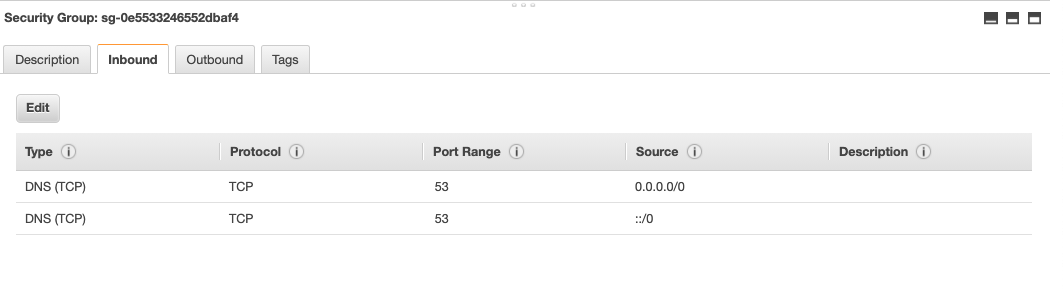 Security Group: sg-0e5533246552dbaf4
Description Inbound Outbound Tags
Edit
Type i Protocol i Port Range i Source i Description i
DNS (TCP) TCP 53 0.0.0.0/0
DNS (TCP) TCP 53 ::/0